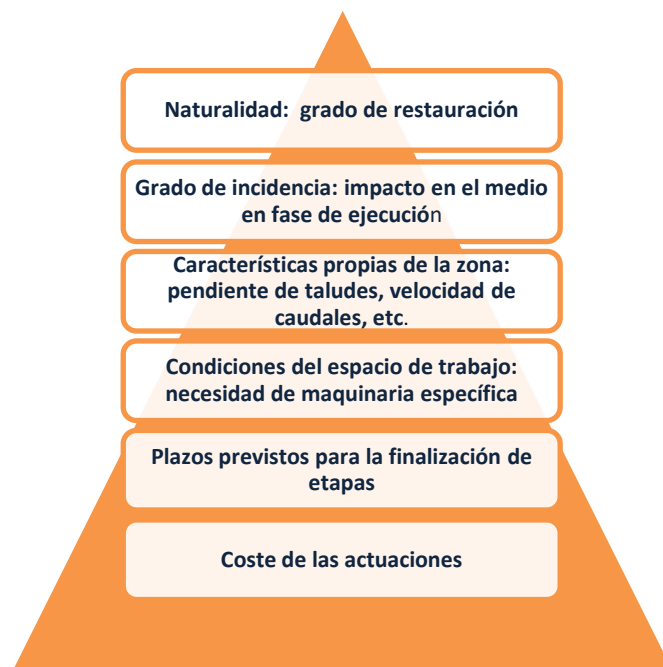 Naturalidad: grado de restauración
Grado de incidencia: impacto en el medio
en fase de ejecución
Características propias de la zona:
pendiente de taludes, velocidad de
caudales, etc.
Condiciones del espacio de trabajo:
necesidad de maquinaria específica
Plazos previstos para la finalización de
etapas
Coste de las actuaciones